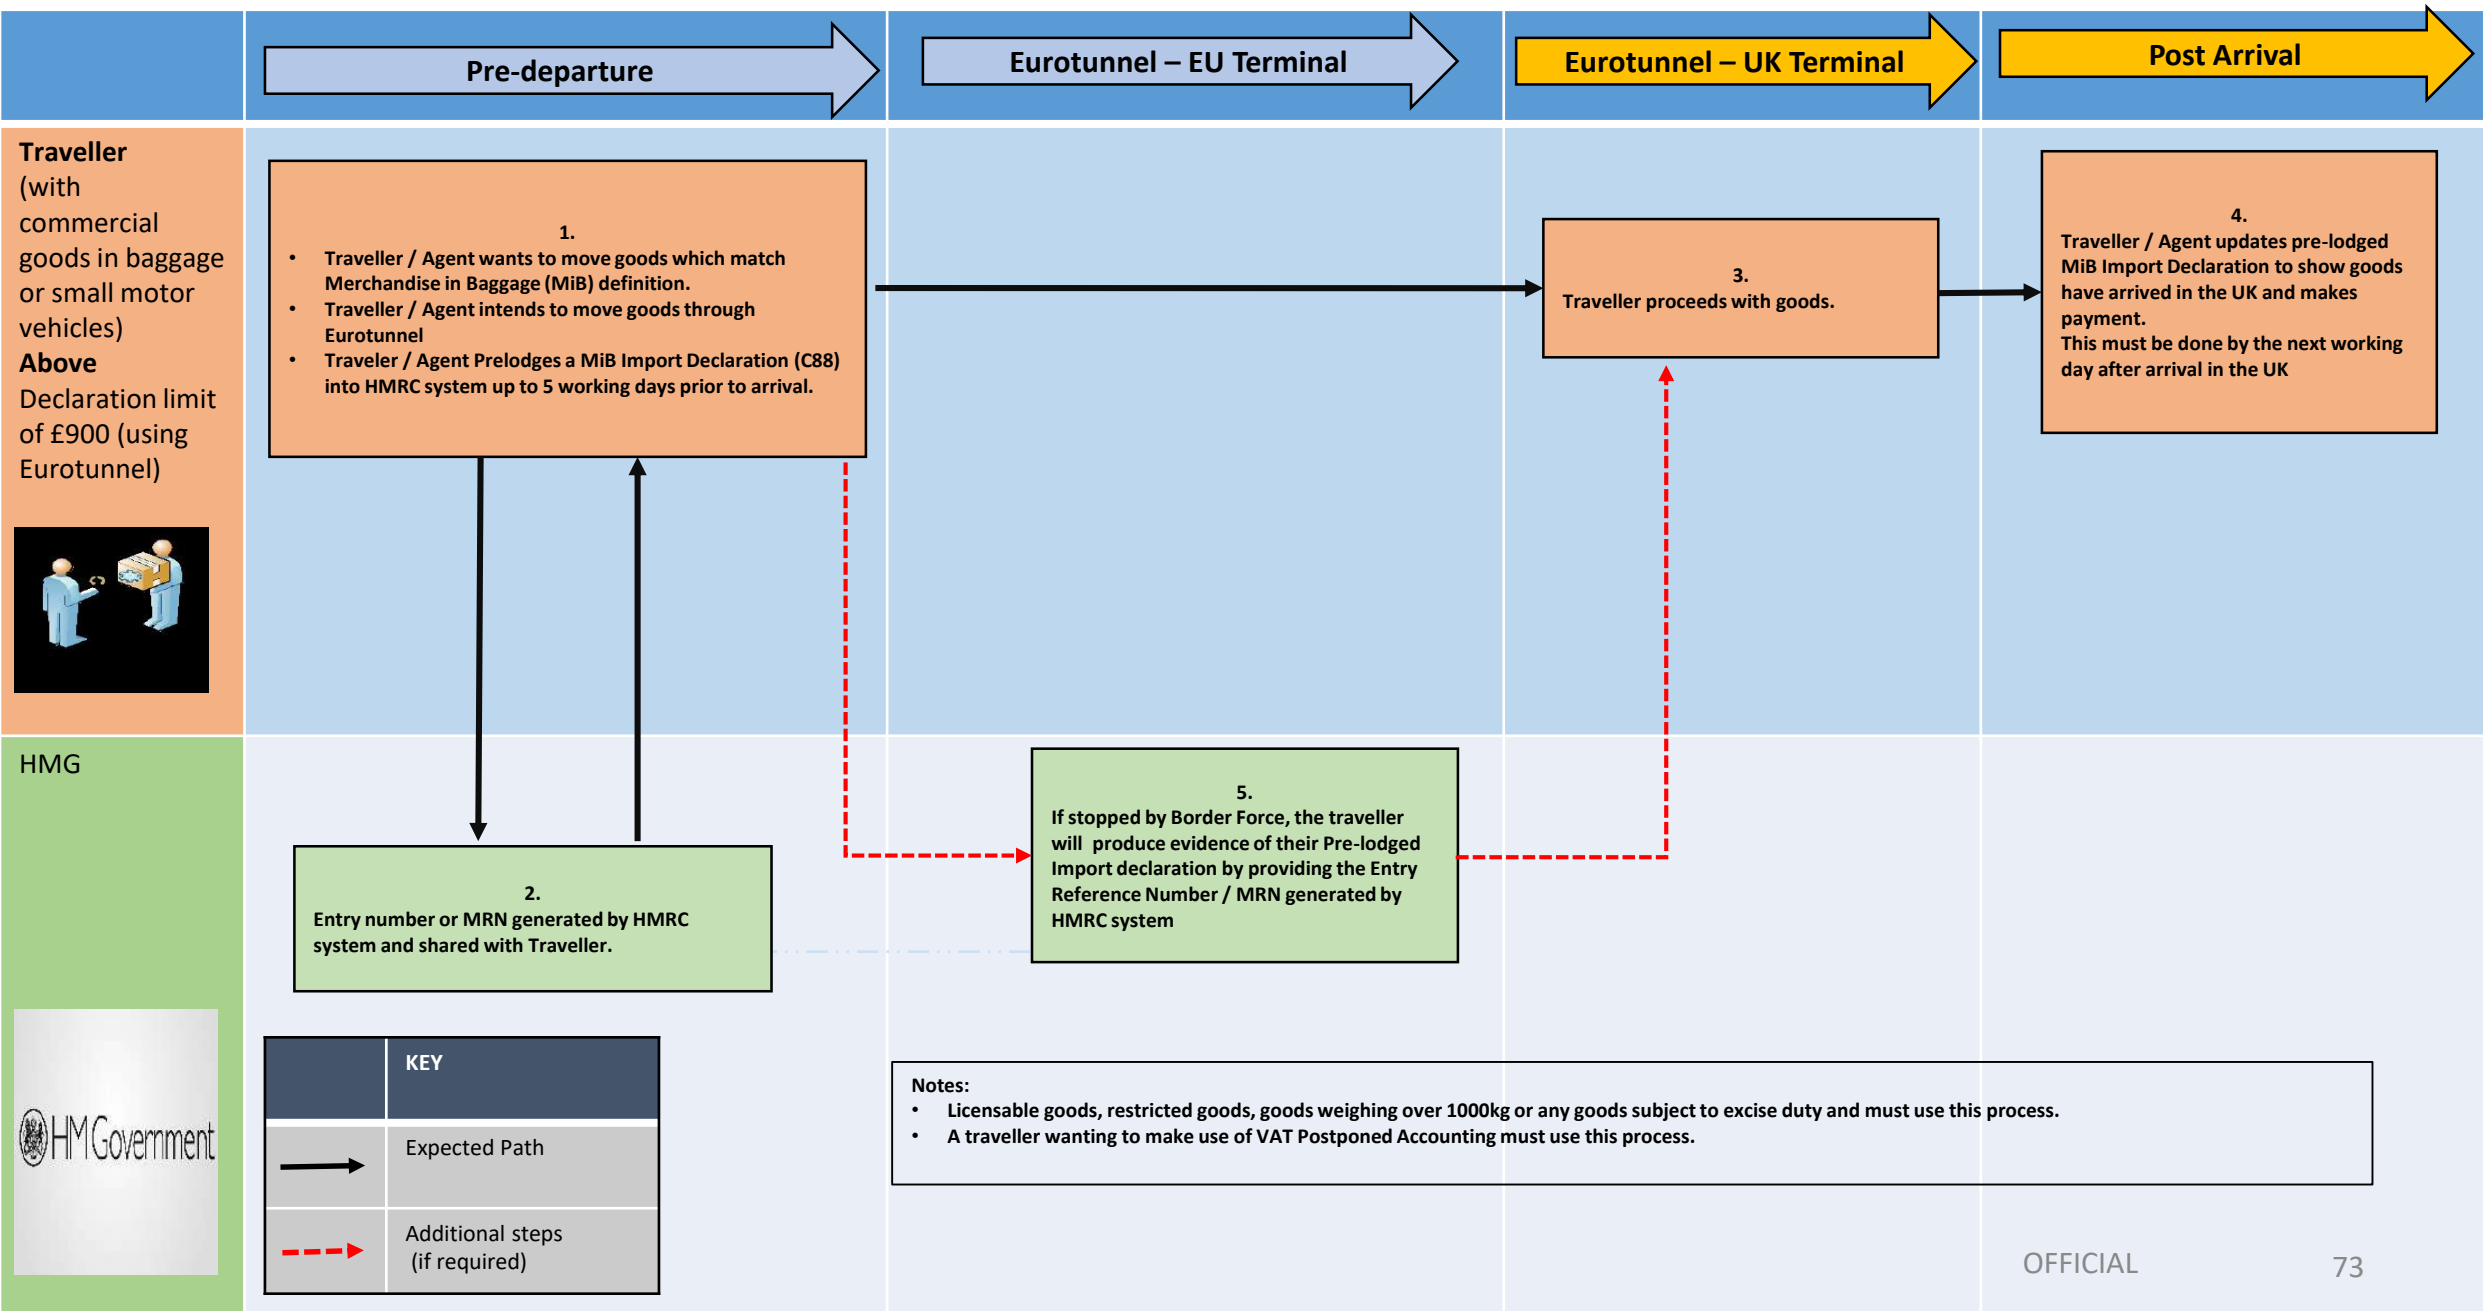 Pre-departure
Eurotunnel – EU Terminal
Eurotunnel – UK Terminal
Post Arrival
Traveller
(with
commercial
goods in baggage
or small motor
vehicles)
Above
Declaration limit
of £900 (using
Eurotunnel)
1.
• Traveller / Agent wants to move goods which match
Merchandise in Baggage (MiB) definition.
• Traveller / Agent intends to move goods through
Eurotunnel
• Traveler / Agent Prelodges a MiB Import Declaration (C88)
into HMRC system up to 5 working days prior to arrival.
3.
Traveller proceeds with goods.
4.
Traveller / Agent updates pre-lodged
MiB Import Declaration to show goods
have arrived in the UK and makes
payment.
This must be done by the next working
day after arrival in the UK
HMG
2.
Entry number or MRN generated by HMRC
system and shared with Traveller.
5.
If stopped by Border Force, the traveller
will produce evidence of their Pre-lodged
Import declaration by providing the Entry
Reference Number / MRN generated by
HMRC system
HM Government
KEY
Expected Path
Additional steps
(if required)
Notes:
• Licensable goods, restricted goods, goods weighing over 1000kg or any goods subject to excise duty and must use this process.
• A traveller wanting to make use of VAT Postponed Accounting must use this process.
OFFICIAL
73